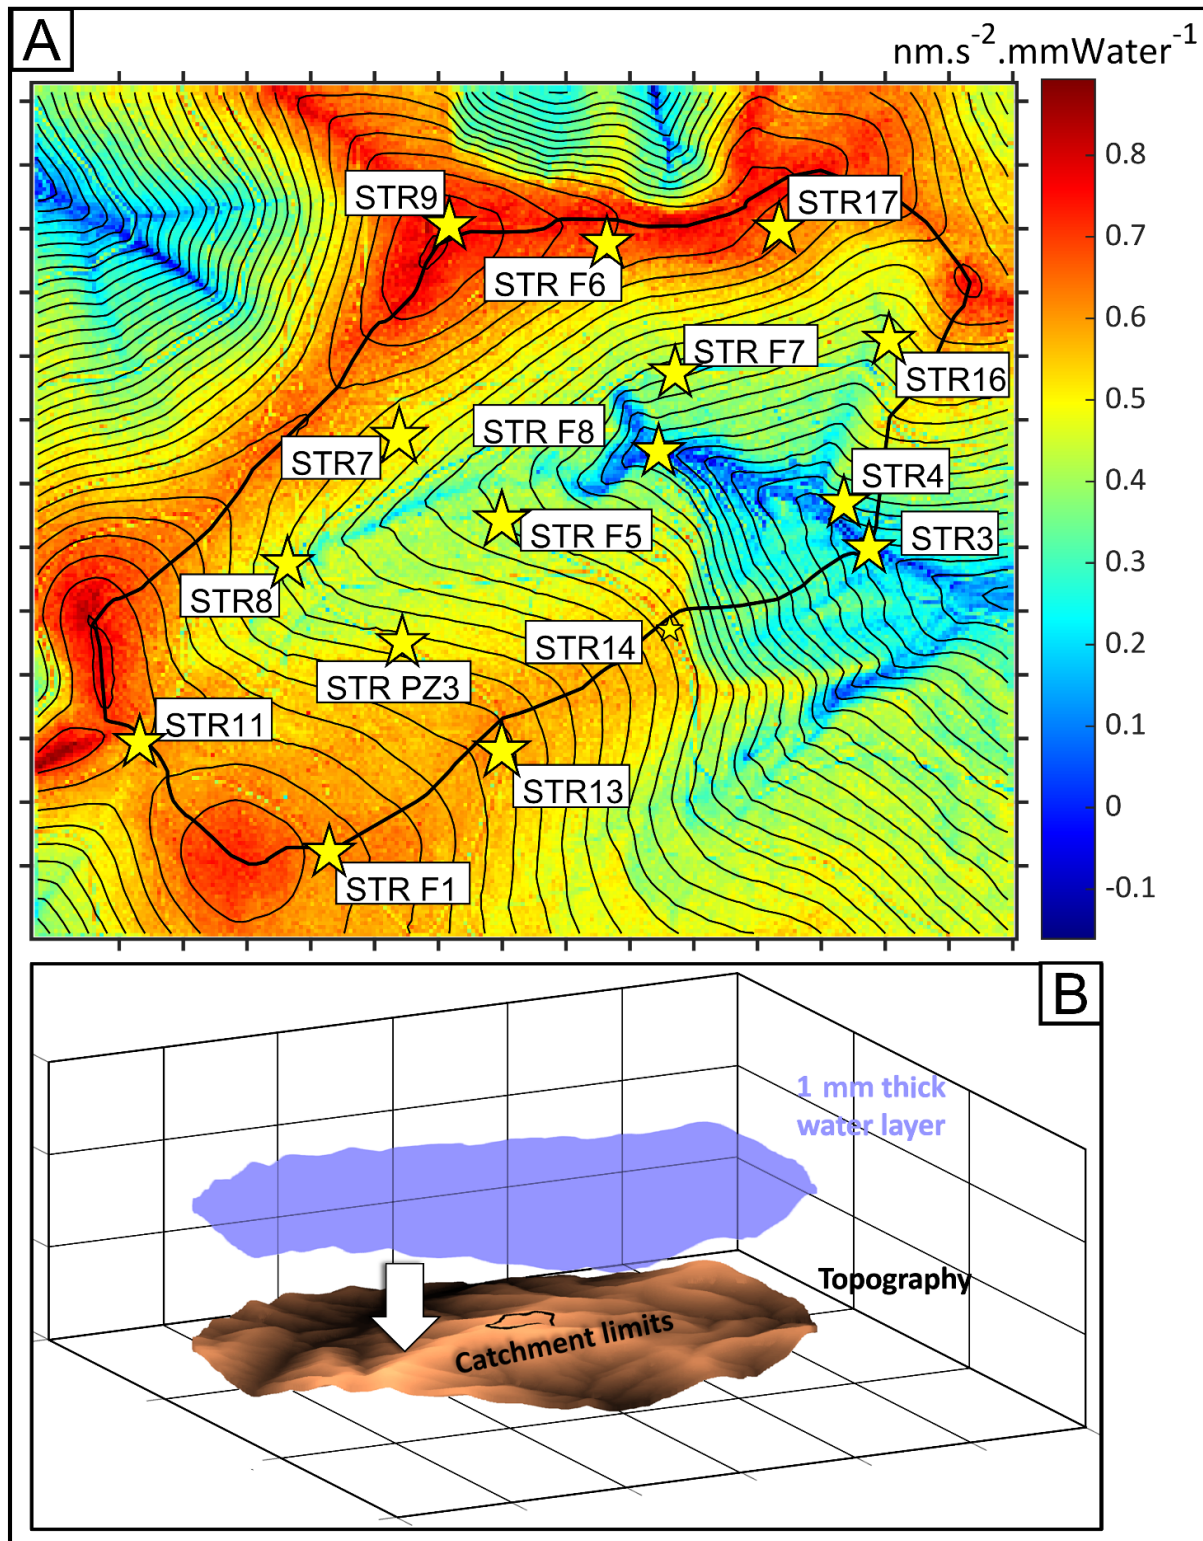 A
nm.s-2.mmWater-1
STR9
STR17
STR F6
STR F7
STR16
STR F8
STR7
STR4
STR F5
STR3
STR8
STR14
STR PZ3
STR11
STR13
STR F1
0.8
0.7
0.6
0.5
0.4
0.3
0.2
0.1
0
-0.1
B
1 mm thick
water layer
Topography
Catchment limits